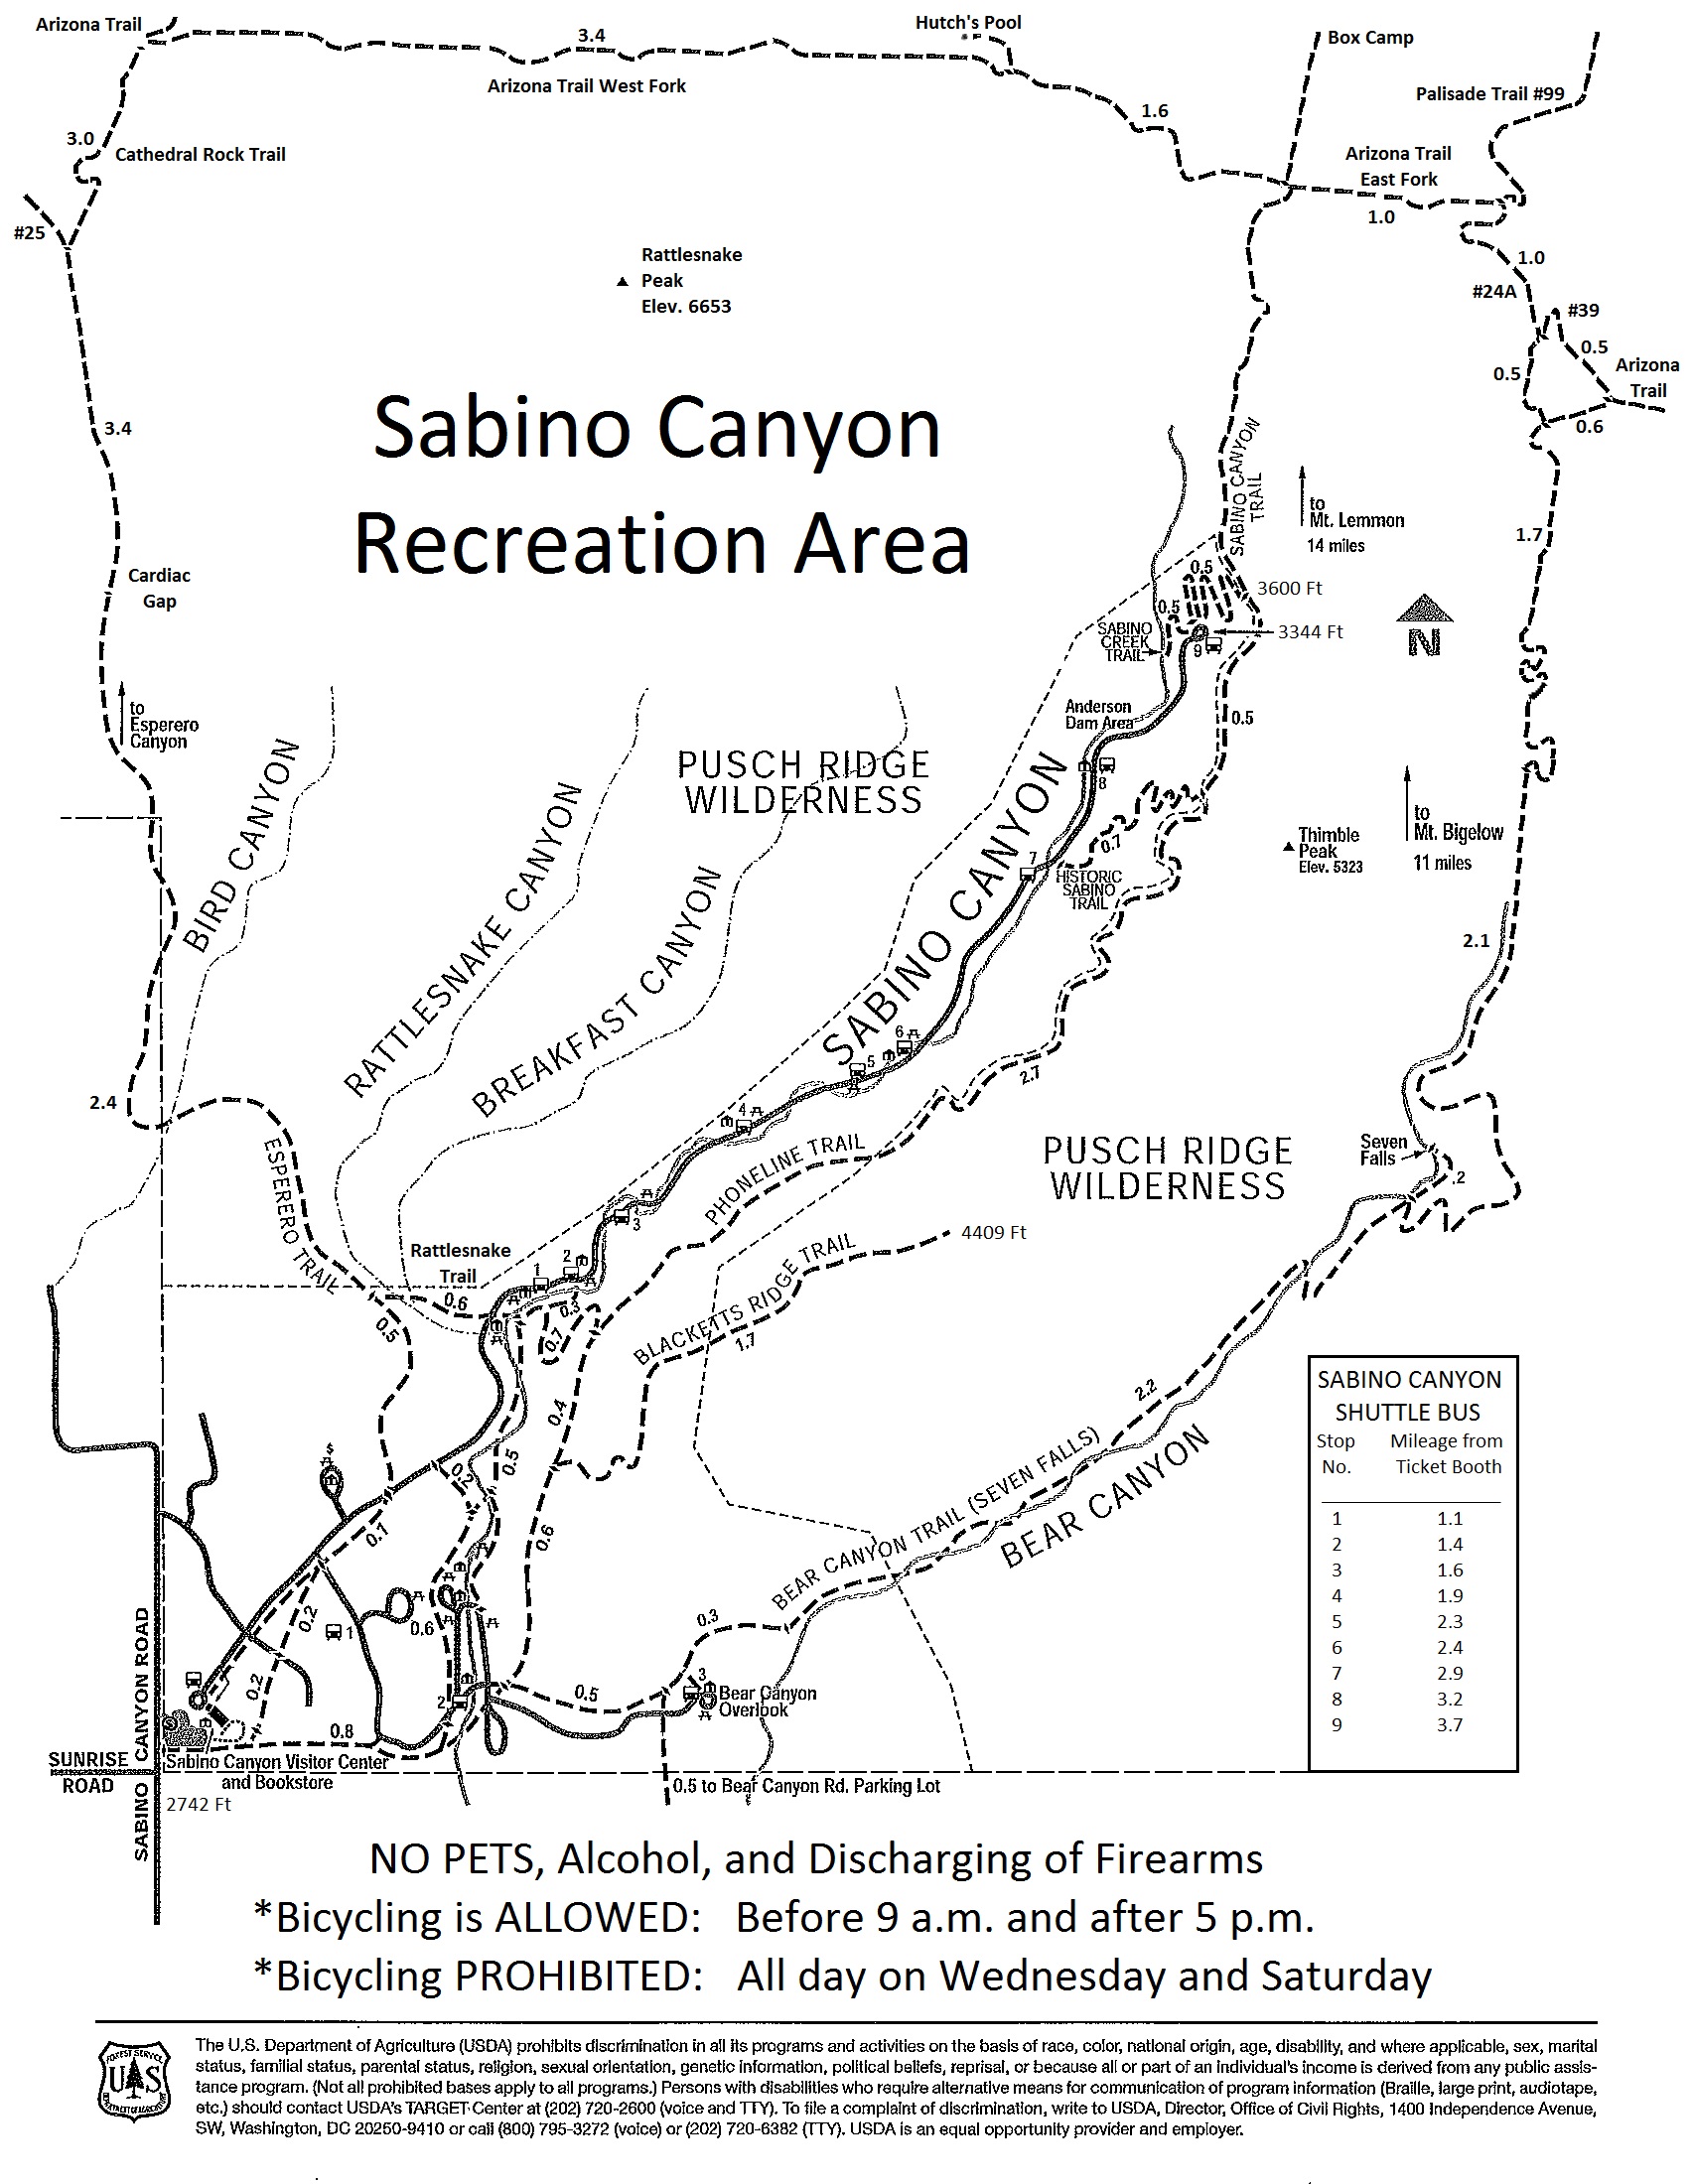 Arizona Trail
3.4
Hutch's Pool
Box Camp
Arizona Trail West Fork
Palisade Trail #99
1.6
3.0
Cathedral Rock Trail
Arizona Trail
East Fork
1.0
#25
Rattlesnake
Peak
Elev. 6653
1.0
#24A
#39
0.5
0.5
Arizona
Trail
0.6
3.4
Sabino Canyon
Recreation Area
SABINO CANYON
TRAIL
to
Mt. Lemmon
14 miles
1.7
Cardiac
Gap
0.5
3600 Ft
0.5
SABINO
CREEK
TRAIL
9
3344 Ft
N
to
Esperero
Canyon
Anderson
Dam Area
0.5
BIRD CANYON
RATTLESNAKE CANYON
BREAKFAST CANYON
PUSCH RIDGE
WILDERNESS
SABINO CANYON
8
7
0.7
HISTORIC
SABINO
TRAIL
Thimble
Peak
Elev. 5323
to
Mt. Bigelow
11 miles
2.1
6
5
2.7
4
2.4
ESPERERO TRAIL
PHONELINE TRAIL
PUSCH RIDGE
WILDERNESS
Seven
Falls
.2
3
4409 Ft
Rattlesnake
Trail
2
1
0.6
0.3
0.7
0.5
BLACKETTS RIDGE TRAIL
1.7
0.4
2.2
0.5
0.2
$
0.1
0.6
BEAR CANYON TRAIL (SEVEN FALLS)
BEAR CANYON
0.2
1
0.6
0.3
0.2
2
0.5
3
Bear Canyon
Overlook
0.8
SABINO CANYON ROAD
SUNRISE
ROAD
Sabino Canyon Visitor Center
and Bookstore
2742 Ft
0.5 to Bear Canyon Rd. Parking Lot
SABINO CANYON
SHUTTLE BUS
Stop Mileage from
No. Ticket Booth
1 1.1
2 1.4
3 1.6
4 1.9
5 2.3
6 2.4
7 2.9
8 3.2
9 3.7
NO PETS, Alcohol, and Discharging of Firearms
*Bicycling is ALLOWED: Before 9 a.m. and after 5 p.m.
*Bicycling PROHIBITED: All day on Wednesday and Saturday
FOREST SERVICE
U S
DEPARTMENT OF AGRICULTURE
The U.S. Department of Agriculture (USDA) prohibits discrimination in all its programs and activities on the basis of race, color, national origin, age, disability, and where applicable, sex, marital
status, familial status, parental status, religion, sexual orientation, genetic information, political beliefs, reprisal, or because all or part of an individual's income is derived from any public assis-
tance program. (Not all prohibited bases apply to all programs.) Persons with disabilities who require alternative means for communication of program information (Braille, large print, audiotape,
etc.) should contact USDA's TARGET Center at (202) 720-2600 (voice and TTY). To file a complaint of discrimination, write to USDA, Director, Office of Civil Rights, 1400 Independence Avenue,
SW, Washington, DC 20250-9410 or call (800) 795-3272 (voice) or (202) 720-6382 (TTY). USDA is an equal opportunity provider and employer.